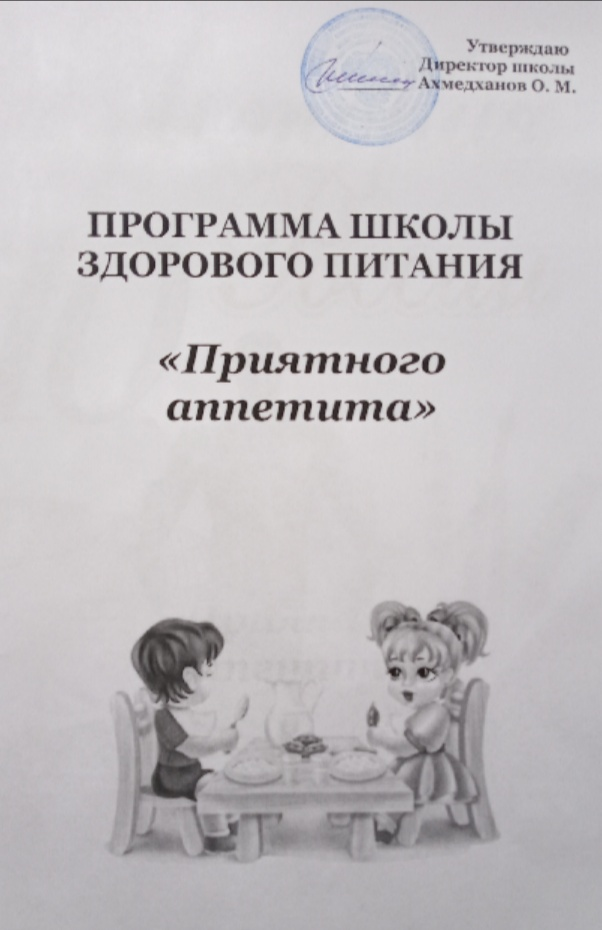 Утверждаю
Директор школы
Ахмедханов О. М.
ПРОГРАММА ШКОЛЫ
ЗДОРОВОГО ПИТАНИЯ
«Приятного
аппетита»